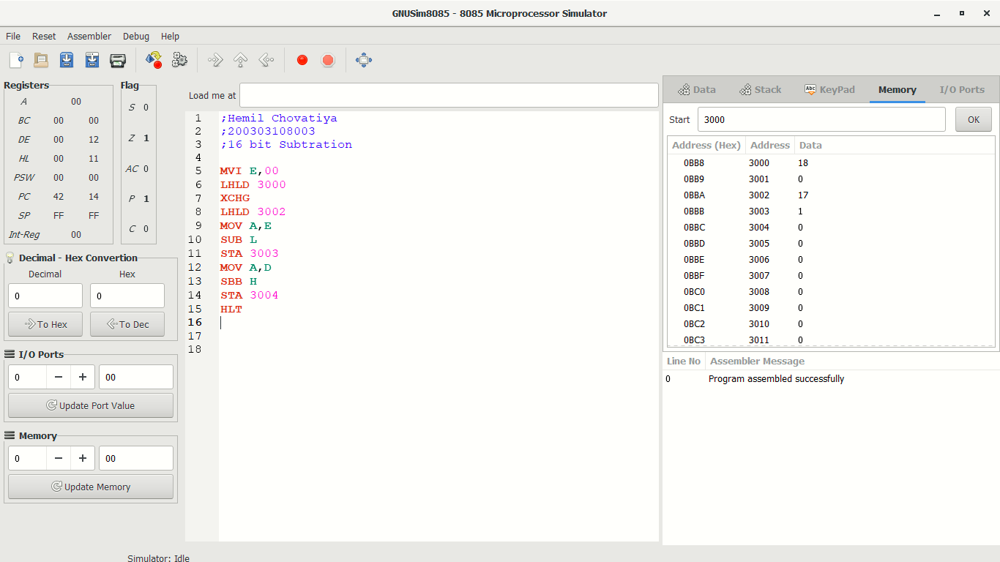 GNUSim8085 - 8085 Microprocessor Simulator
File Reset Assembler Debug Help
Registers
A 00
BC 00 00
DE 00 12
HL 00 11
PSW 00 00
PC 42 14
SP FF FF
Int-Reg 00
Flag
S 0
Z 1
AC 0
P 1
C 0
Decimal - Hex Convertion
Decimal Hex
0 0
To Hex To Dec
I/O Ports
0 − + 00
Update Port Value
Memory
0 − + 00
Update Memory
Load me at
1 ;Hemil Chovatiya
2 ;200303108003
3 ;16 bit Subtration
4
5 MVI E,00
6 LHLD 3000
7 XCHG
8 LHLD 3002
9 MOV A,E
10 SUB L
11 STA 3003
12 MOV A,D
13 SBB H
14 STA 3004
15 HLT
16
17
18
Data Stack Abc KeyPad Memory I/O Ports
Start 3000 OK
Address (Hex) Address Data
0BB8 3000 18
0BB9 3001 0
0BBA 3002 17
0BBB 3003 1
0BBC 3004 0
0BBD 3005 0
0BBE 3006 0
0BBF 3007 0
0BC0 3008 0
0BC1 3009 0
0BC2 3010 0
0BC3 3011 0
Line No Assembler Message
0 Program assembled successfully
Simulator: Idle